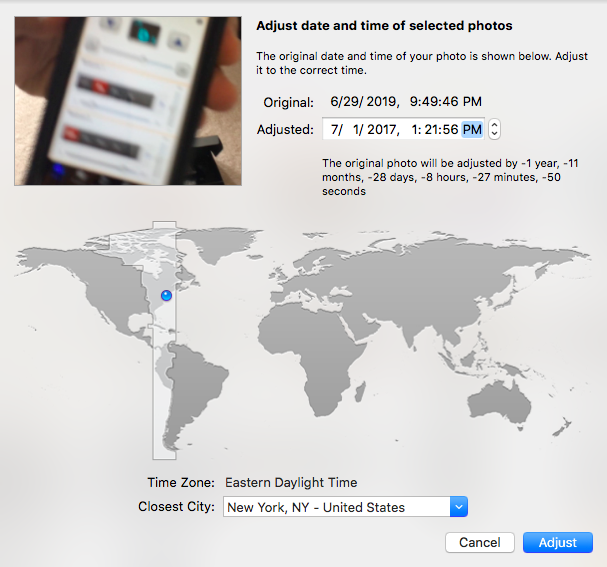 Adjust date and time of selected photos
The original date and time of your photo is shown below. Adjust
it to the correct time.
Original: 6/29/2019, 9:49:46 PM
Adjusted: 7/ 1/ 2017, 1: 21:56 PM
The original photo will be adjusted by -1 year, -11
months, -28 days, -8 hours, -27 minutes, -50
seconds
Time Zone: Eastern Daylight Time
Closest City: New York, NY - United States
Cancel Adjust